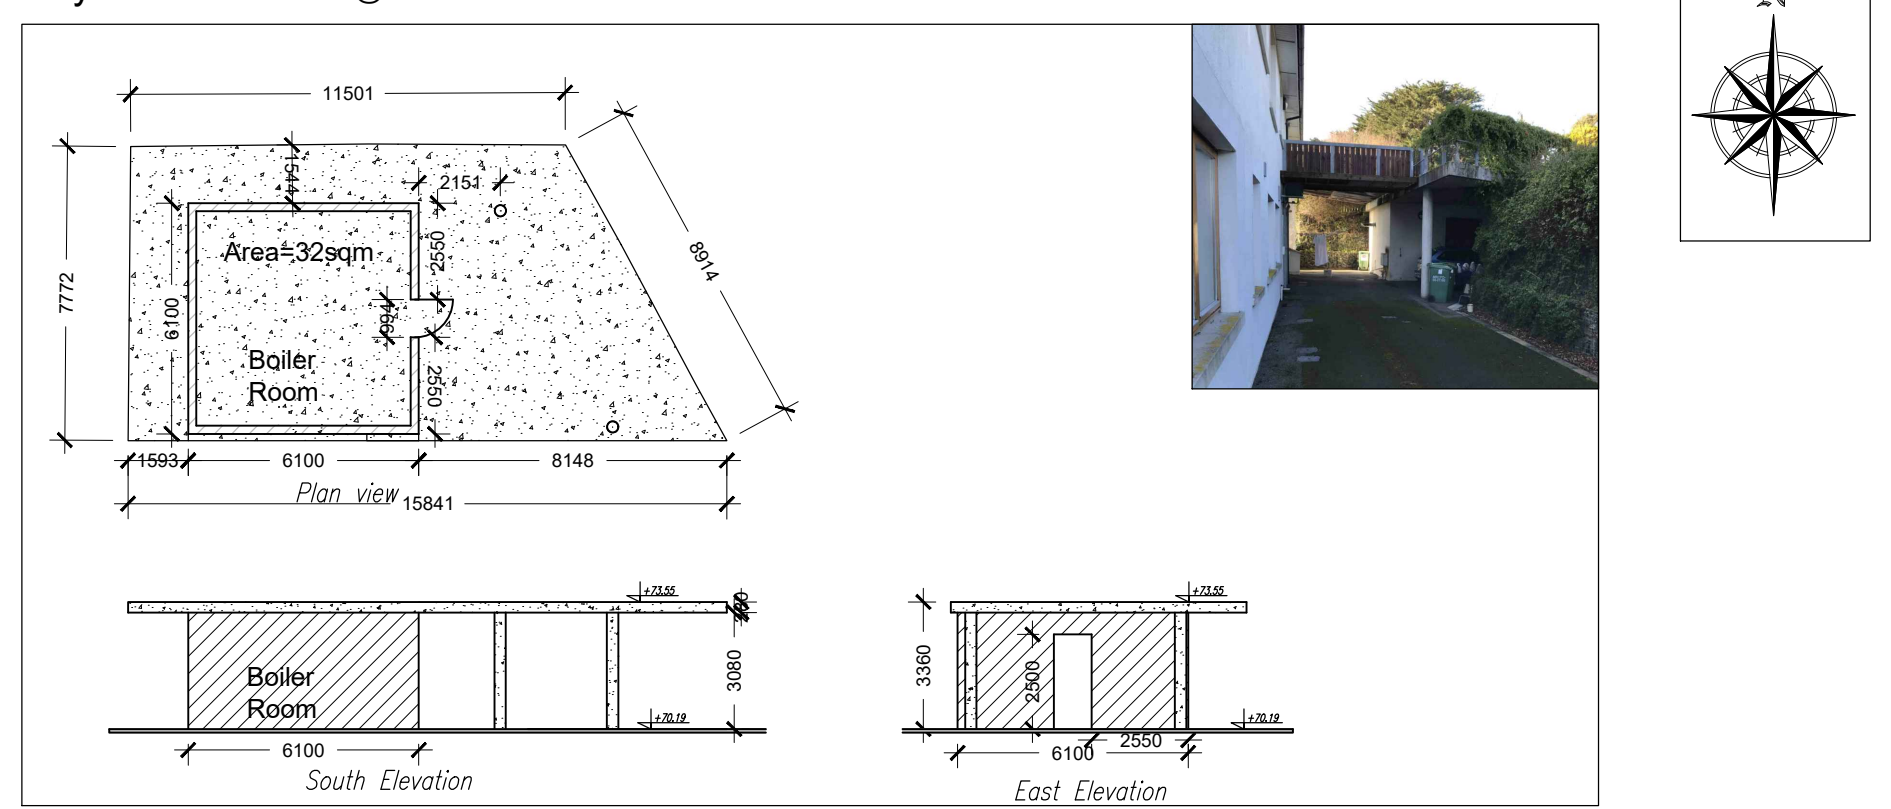 11501
1544
2151
Area=32sqm
2550
8914
7772
6100
994
Boiler
Room
2550
1593
6100
8148
Plan view
15841
+73.55
3080
Boiler
Room
+70.19
6100
South Elevation
+73.55
3360
2500
+70.19
2550
6100
East Elevation